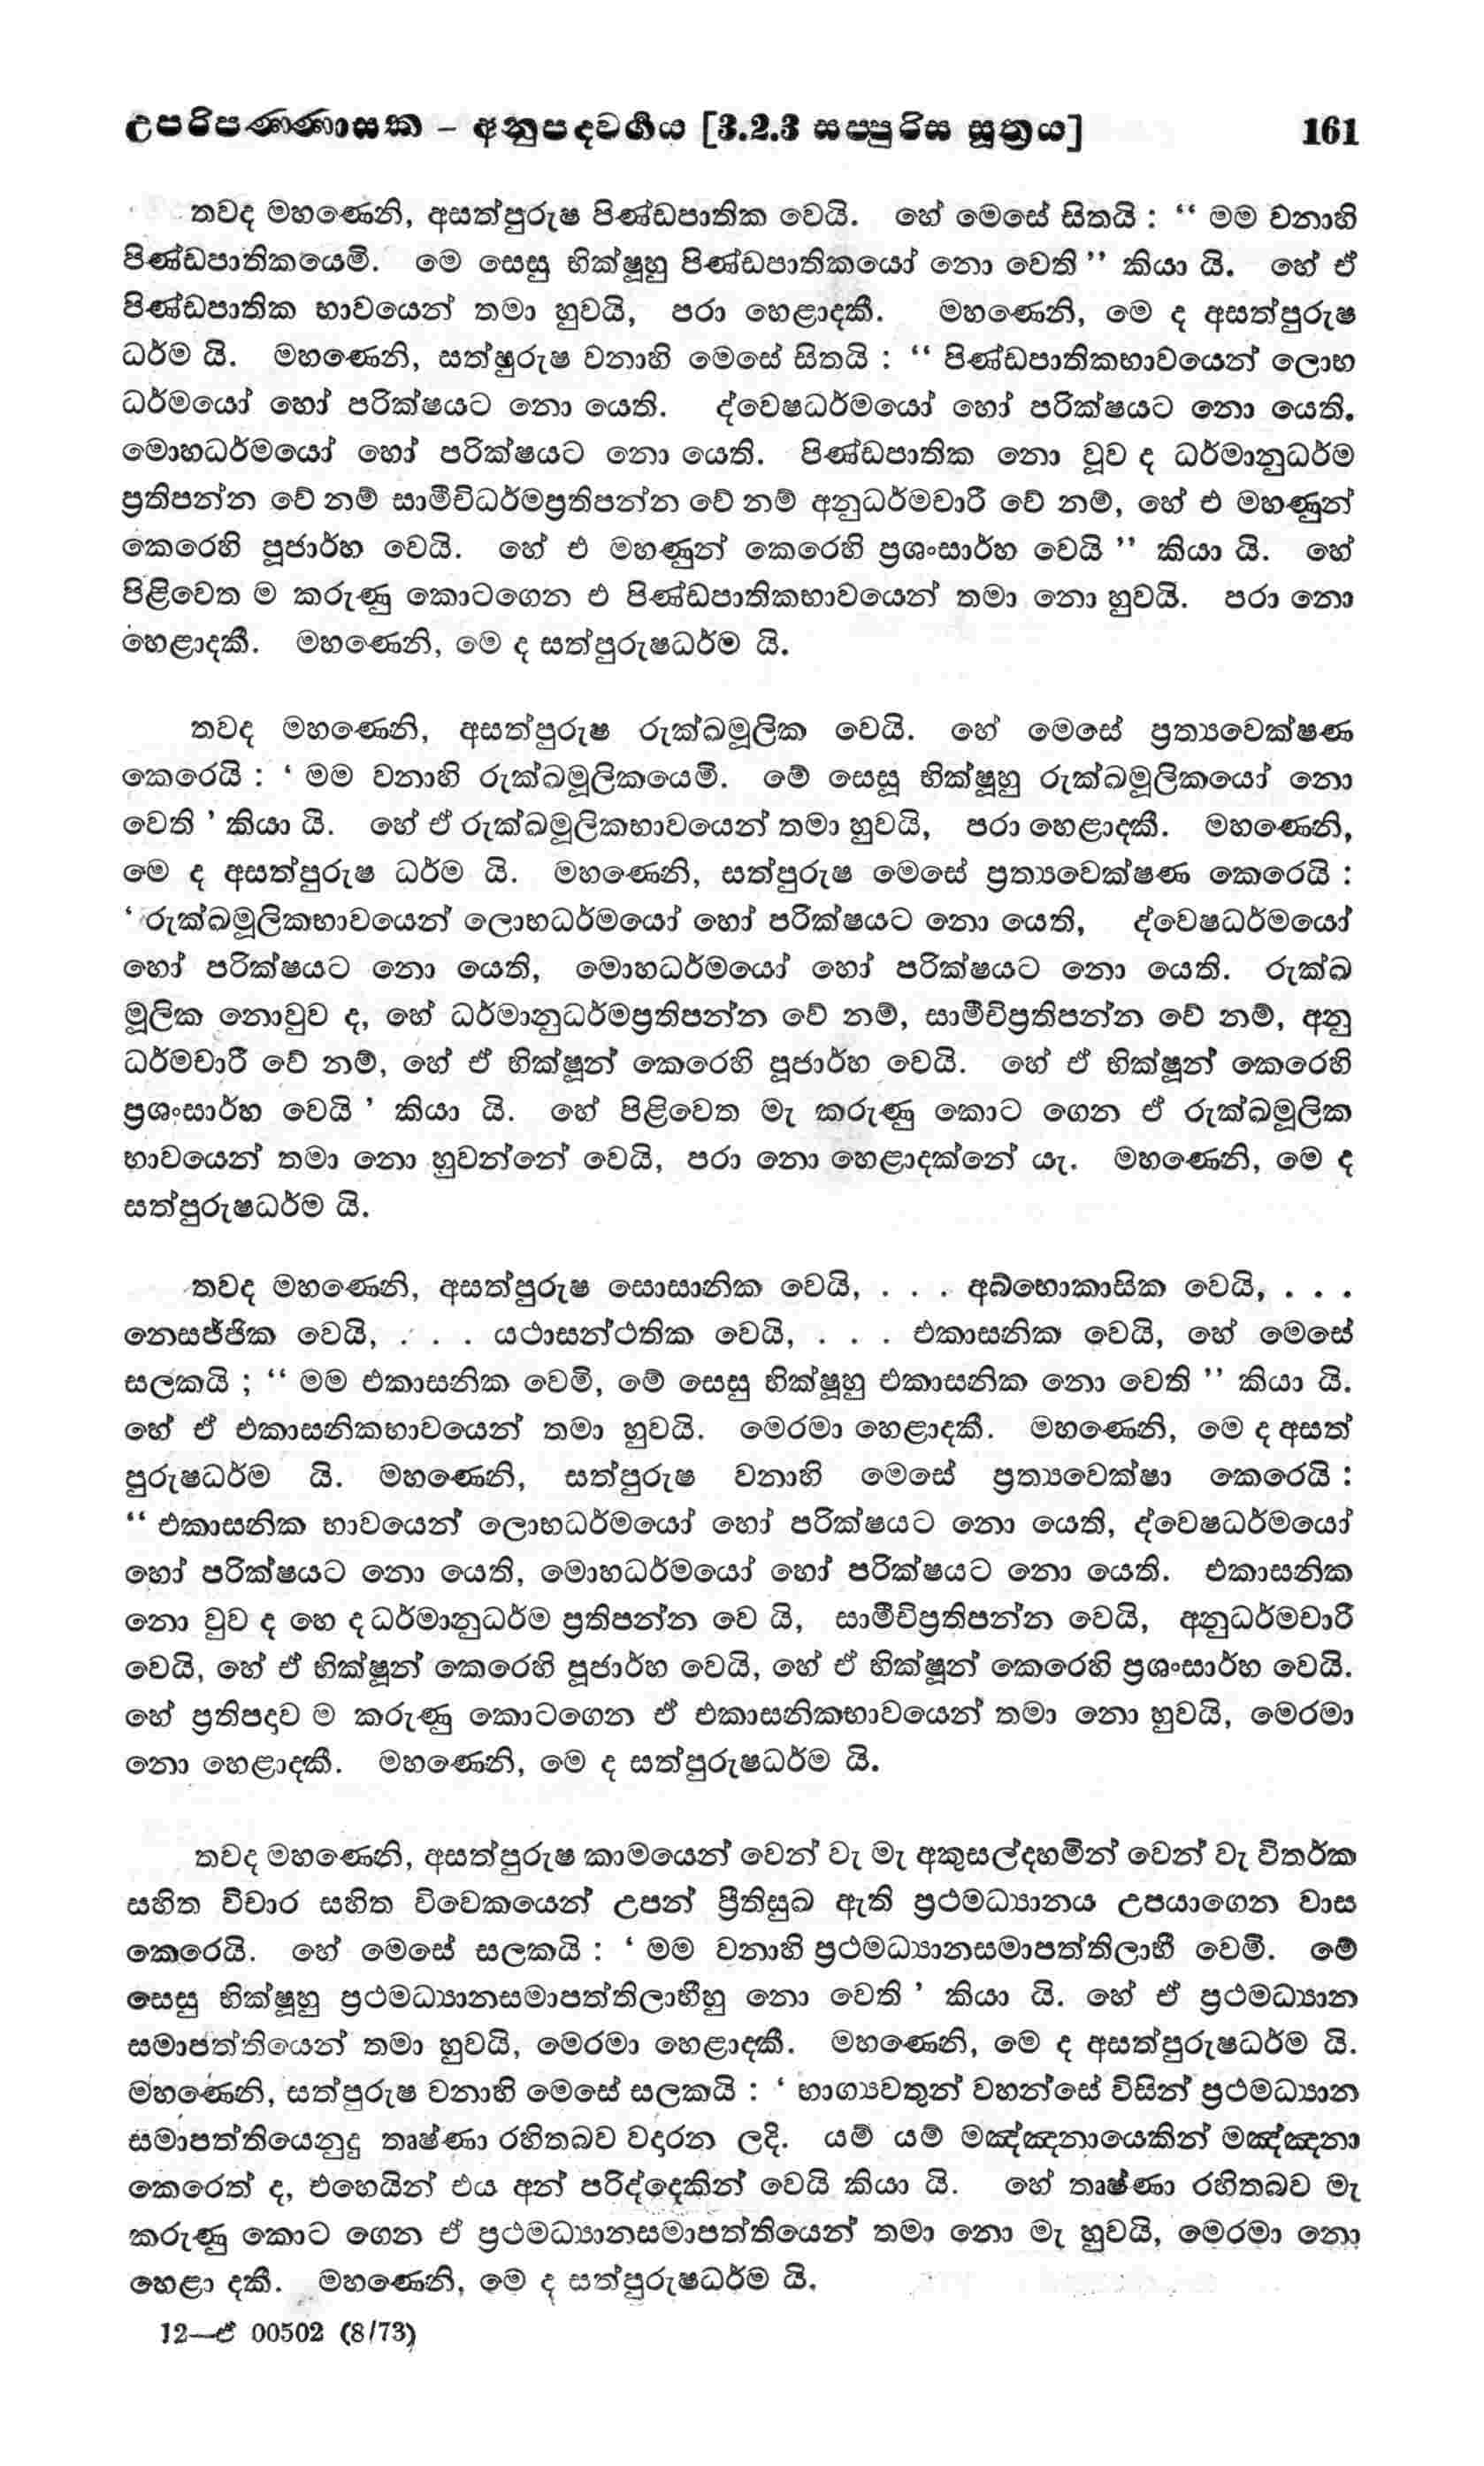 උපරිපණ්ණාසක – අනුපදවර්ගය [3.2.3 සප්පුරිස සූත්‍රය] 161
තවද මහණෙනි, අසත්පුරුෂ පිණ්ඩපාතික වෙයි. හේ මෙසේ සිතයි : “ මම වනාහි
පිණ්ඩපාතිකයෙමි. මෙ සෙසු භික්ෂූහු පිණ්ඩපාතිකයෝ නො වෙති ” කියා යි. හේ ඒ
පිණ්ඩපාතික භාවයෙන් තමා හුවයි, පරා හෙළාදකී. මහණෙනි, මෙ ද අසත්පුරුෂ
ධර්ම යි. මහණෙනි, සත්ෂුරුෂ වනාහි මෙසේ සිතයි : “ පිණ්ඩපාතිකභාවයෙන් ලොභ
ධර්මයෝ හෝ පරික්ෂයට නො යෙති. ද්වෙෂධර්මයෝ හෝ පරික්ෂයට නො යෙති.
මොහධර්මයෝ හෝ පරික්ෂයට නො යෙති. පිණ්ඩපාතික නො වූව ද ධර්මානුධර්ම
ප්‍රතිපන්න වේ නම් සාමීචිධර්මප්‍රතිපන්න වේ නම් අනුධර්මචාරී වේ නම්, හේ එ මහණුන්
කෙරෙහි පූජාර්හ වෙයි. හේ එ මහණුන් කෙරෙහි ප්‍රශංසාර්හ වෙයි ” කියා යි. හේ
පිළිවෙත ම කරුණු කොටගෙන එ පිණ්ඩපාතිකභාවයෙන් තමා නො හුවයි. පරා නො
හෙළාදකී. මහණෙනි, මෙ ද සත්පුරුෂධර්ම යි.
තවද මහණෙනි, අසත්පුරුෂ රුක්ඛමූලික වෙයි. හේ මෙසේ ප්‍රත්‍යවෙක්ෂණ
කෙරෙයි : ‘ මම වනාහි රුක්ඛමූලිකයෙමි. මේ සෙසූ භික්ෂූහු රුක්ඛමූලිකයෝ නො
වෙති ’ කියා යි. හේ ඒ රුක්ඛමූලිකභාවයෙන් තමා හුවයි, පරා හෙළාදකී. මහණෙනි,
මෙ ද අසත්පුරුෂ ධර්ම යි. මහණෙනි, සත්පුරුෂ මෙසේ ප්‍රත්‍යවෙක්ෂණ කෙරෙයි :
‘ රුක්ඛමූලිකභාවයෙන් ලොභධර්මයෝ හෝ පරික්ෂයට නො යෙති, ද්වෙෂධර්මයෝ
හෝ පරික්ෂයට නො යෙති, මොහධර්මයෝ හෝ පරික්ෂයට නො යෙති. රුක්ඛ
මූලික නොවුව ද, හේ ධර්මානුධර්මප්‍රතිපන්න වේ නම්, සාමීචිප්‍රතිපන්න වේ නම්, අනු
ධර්මචාරී වේ නම්, හේ ඒ භික්ෂූන් කෙරෙහි පූජාර්හ වෙයි. හේ ඒ භික්ෂූන් කෙරෙහි
ප්‍රශංසාර්හ වෙයි ’ කියා යි. හේ පිළිවෙත මැ කරුණු කොට ගෙන ඒ රුක්ඛමූලික
භාවයෙන් තමා නො හුවන්නේ වෙයි, පරා නො හෙළාදක්නේ යැ. මහණෙනි, මෙ ද
සත්පුරුෂධර්ම යි.
තවද මහණෙනි, අසත්පුරුෂ සොසානික වෙයි, . . . අබ්භොකාසික වෙයි, . . .
නෙසජ්ජික වෙයි, . . . යථාසන්ථතික වෙයි, . . . එකාසනික වෙයි, හේ මෙසේ
සලකයි ; “ මම එකාසනික වෙමි, මේ සෙසු භික්ෂූහු එකාසනික නො වෙති ” කියා යි.
හේ ඒ එකාසනිකභාවයෙන් තමා හුවයි. මෙරමා හෙළාදකී. මහණෙනි, මෙ ද අසත්
පුරුෂධර්ම යි. මහණෙනි, සත්පුරුෂ වනාහි මෙසේ ප්‍රත්‍යවෙක්ෂා කෙරෙයි :
“ එකාසනික භාවයෙන් ලොභධර්මයෝ හෝ පරික්ෂයට නො යෙති, ද්වෙෂධර්මයෝ
හෝ පරික්ෂයට නො යෙති, මොහධර්මයෝ හෝ පරික්ෂයට නො යෙති. එකාසනික
නො වුව ද හෙ ද ධර්මානුධර්ම ප්‍රතිපන්න වෙ යි, සාමීචිප්‍රතිපන්න වෙයි, අනුධර්මචාරී
වෙයි, හේ ඒ භික්ෂූන් කෙරෙහි පූජාර්හ වෙයි, හේ ඒ භික්ෂූන් කෙරෙහි ප්‍රශංසාර්හ වෙයි.
හේ ප්‍රතිපදාව ම කරුණු කොටගෙන ඒ එකාසනිකභාවයෙන් තමා නො හුවයි, මෙරමා
නො හෙළාදකී. මහණෙනි, මෙ ද සත්පුරුෂධර්ම යි.
තවද මහණෙනි, අසත්පුරුෂ කාමයෙන් වෙන් වැ මැ අකුසල්දහමින් වෙන් වැ විතර්ක
සහිත විචාර සහිත විවෙකයෙන් උපන් ප්‍රීතිසුඛ ඇති ප්‍රථමධ්‍යානය උපයාගෙන වාස
කෙරෙයි. හේ මෙසේ සලකයි : ‘ මම වනාහි ප්‍රථමධ්‍යානසමාපත්තිලාභී වෙමි. මේ
සෙසු භික්ෂූහු ප්‍රථමධ්‍යානසමාපත්තිලාභීහු නො වෙති ’ කියා යි. හේ ඒ ප්‍රථමධ්‍යාන
සමාපත්තියෙන් තමා හුවයි, මෙරමා හෙළාදකී. මහණෙනි, මෙ ද අසත්පුරුෂධර්ම යි.
මහණෙනි, සත්පුරුෂ වනාහි මෙසේ සලකයි : ‘ භාග්‍යවතුන් වහන්සේ විසින් ප්‍රථමධ්‍යාන
සමාපත්තියෙනුදු තෘෂ්ණා රහිතබව වදාරන ලදි. යම් යම් මඤ්ඤනායෙකින් මඤ්ඤනා
කෙරෙත් ද, එහෙයින් එය අන් පරිද්දෙකින් වෙයි කියා යි. හේ තෘෂ්ණා රහිතබව මැ
කරුණු කොට ගෙන ඒ ප්‍රථමධ්‍යානසමාපත්තියෙන් තමා නො මැ හුවයි, මෙරමා නො
හෙළා දකී. මහණෙනි, මෙ ද සත්පුරුෂධර්ම යි.
12—ඒ 00502 (8/73)